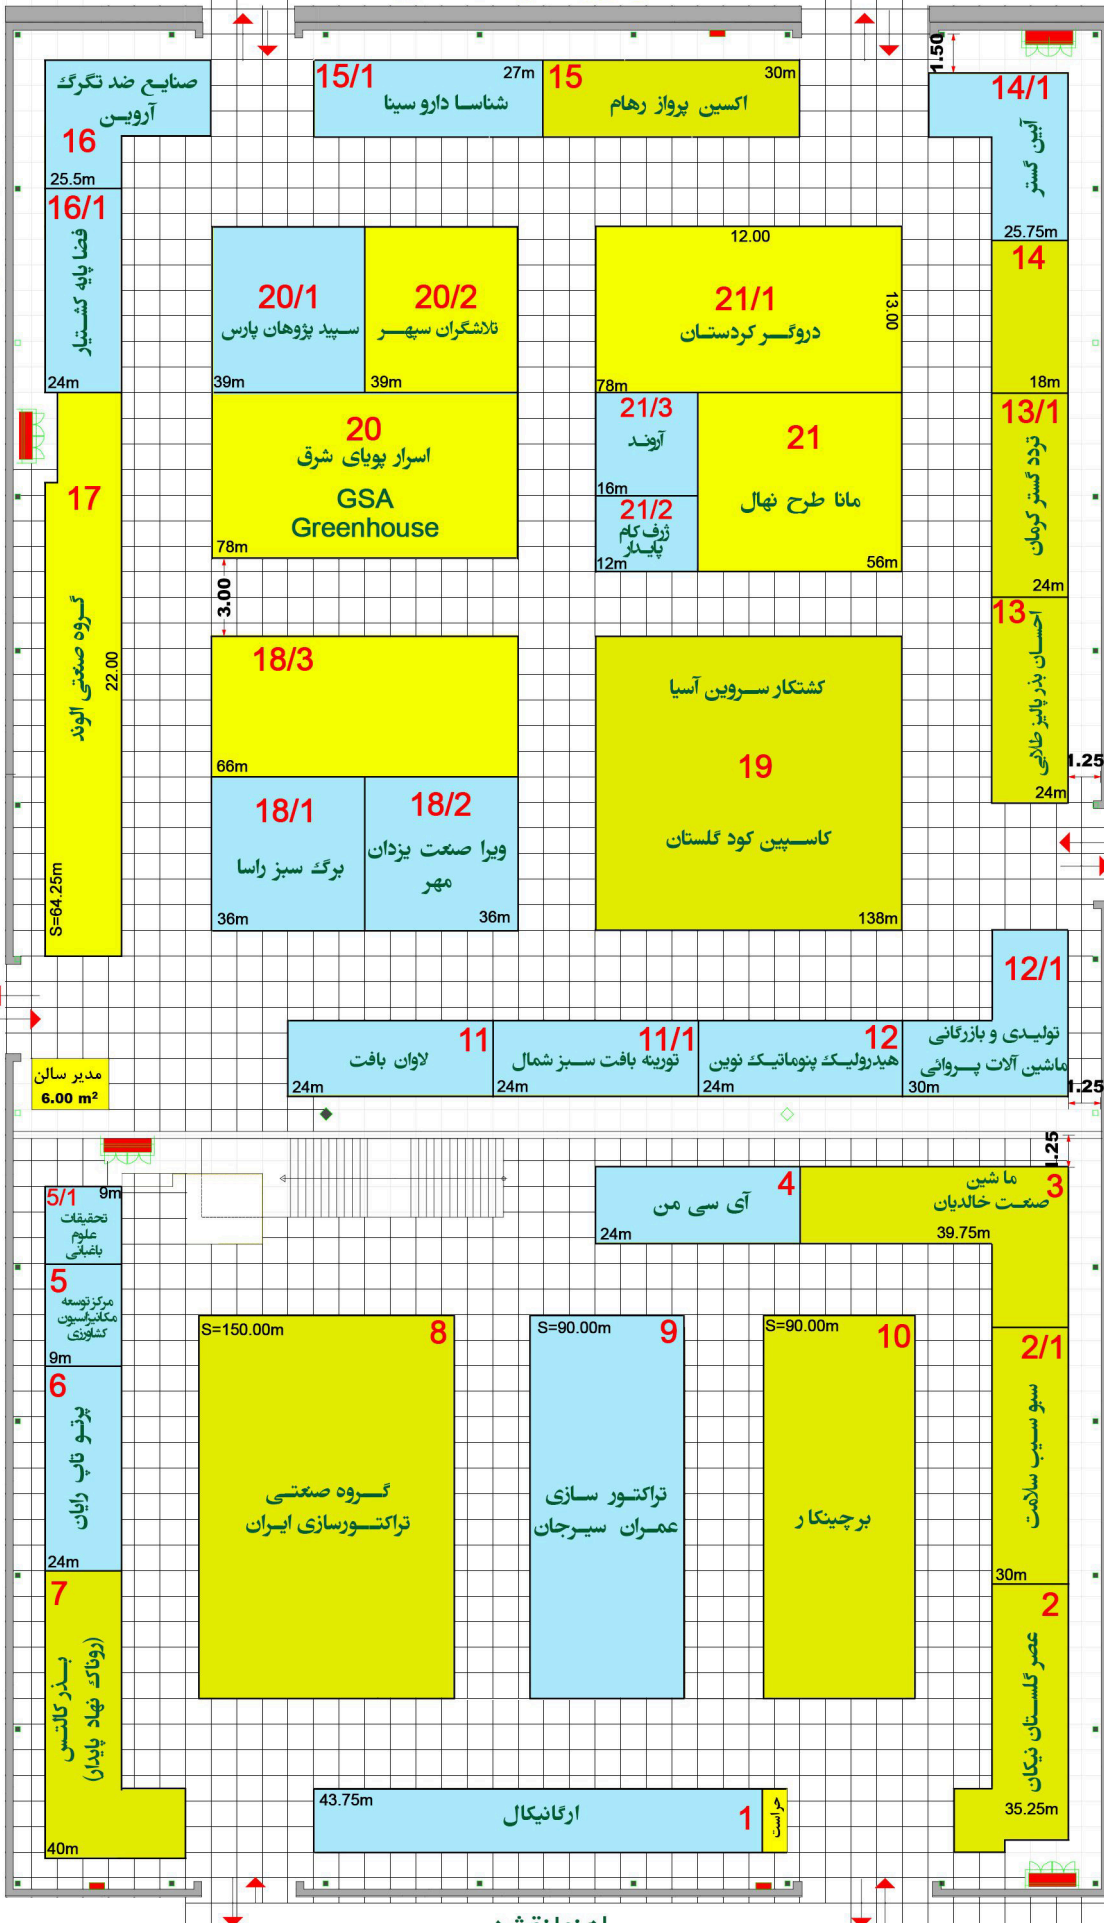 1.50
صنایع ضد تگرگ
آروین
16
25.5m
15/1
27m
شناسا دارو سینا
15
30m
اکسین پرواز رهام
14/1
آبین گستر
25.75m
16/1
فضا پایه کشتیار
24m
20/1
سپید پژوهان پارس
39m
20/2
تلاشگران سپهر
39m
12.00
21/1
13.00
دروگر کردستان
78m
14
18m
17
گروه صنعتی الوند
22.00
S=64.25m
20
اسرار پویای شرق
GSA
Greenhouse
78m
3.00
21/3
آروند
16m
21/2
ژرف کام
پایدار
12m
21
مانا طرح نهال
56m
13/1
تردد گستر کرمان
24m
13
احسان بذر پالیز طلایی
24m
1.25
18/3
66m
18/1
برگ سبز راسا
36m
18/2
ویرا صنعت یزدان
مهر
36m
کشتکار سروین آسیا
19
کاسپین کود گلستان
138m
12/1
تولیدی و بازرگانی
ماشین آلات پروائی
30m
1.25
11
لاوان بافت
24m
11/1
تورینه بافت سبز شمال
24m
12
هیدرولیک پنوماتیک نوین
24m
مدیر سالن
6.00 m²
1.25
5/1
9m
تحقیقات
علوم
باغبانی
4
آی سی من
24m
3
ما شین
صنعت خالدیان
39.75m
5
مرکز توسعه
مکانیزاسیون
کشاورزی
9m
6
پرتو تاپ رایان
24m
S=150.00m
8
گروه صنعتی
تراکتورسازی ایران
S=90.00m
9
تراکتور سازی
عمران سیرجان
S=90.00m
10
برچینکار
2/1
سبو سیب سلامت
30m
7
بذر کالتس
(روناک نهاد پایدار)
40m
2
عصر گلستان نیکان
35.25m
43.75m
ارگانیکال
1
حراست